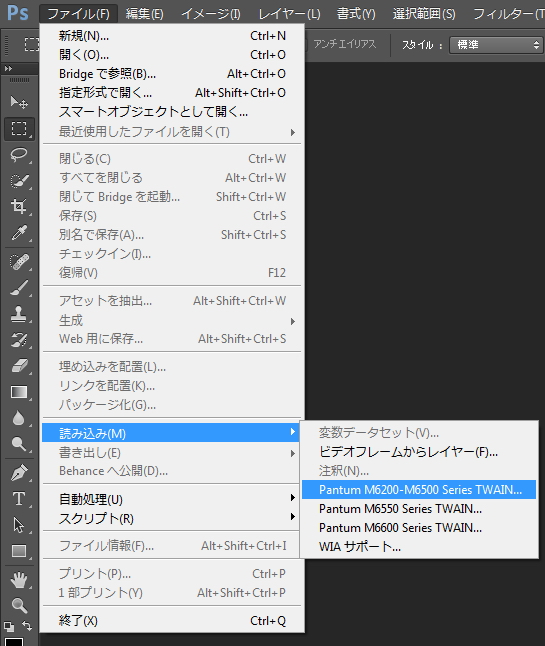 Ps ファイル(F) 編集(E) イメージ(I) レイヤー(L) 書式(Y) 選択範囲(S) フィルター(T)
アンチエイリアス スタイル : 標準
新規(N)... Ctrl+N
開く(O)... Ctrl+O
Bridge で参照(B)... Alt+Ctrl+O
指定形式で開く... Alt+Shift+Ctrl+O
スマートオブジェクトとして開く...
最近使用したファイルを開く(T)
閉じる(C) Ctrl+W
すべてを閉じる Alt+Ctrl+W
閉じて Bridge を起動... Shift+Ctrl+W
保存(S) Ctrl+S
別名で保存(A)... Shift+Ctrl+S
チェックイン(I)...
復帰(V) F12
アセットを抽出... Alt+Shift+Ctrl+W
生成
Web 用に保存... Alt+Shift+Ctrl+S
埋め込みを配置(L)...
リンクを配置(K)...
パッケージ化(G)...
読み込み(M)
書き出し(E)
Behance へ公開(D)...
自動処理(U)
スクリプト(R)
ファイル情報(F)... Alt+Shift+Ctrl+I
プリント(P)... Ctrl+P
1 部プリント(Y) Alt+Shift+Ctrl+P
終了(X) Ctrl+Q
変数データセット(V)...
ビデオフレームからレイヤー(F)...
注釈(N)...
Pantum M6200-M6500 Series TWAIN...
Pantum M6550 Series TWAIN...
Pantum M6600 Series TWAIN...
WIA サポート...